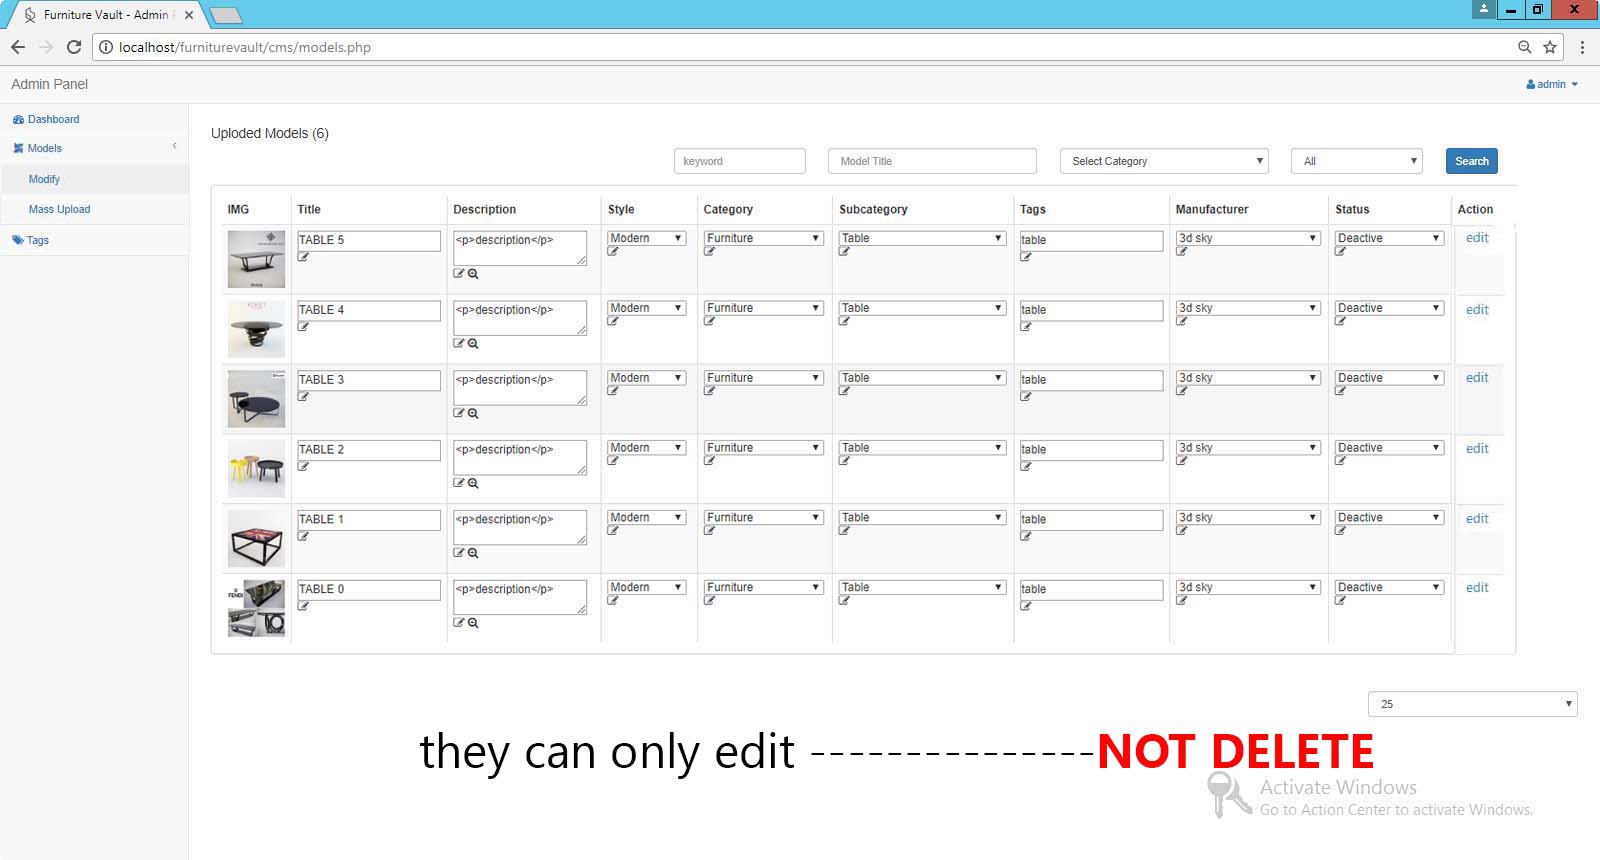 Furniture Vault - Admin
localhost/furniturevault/cms/models.php
Admin Panel
admin
Dashboard
Models
Modify
Mass Upload
Tags
Uploded Models (6)
keyword Model Title Select Category All Search
IMG Title Description Style Category Subcategory Tags Manufacturer Status Action
TABLE 5 <p>description</p> Modern Furniture Table table 3d sky Deactive edit
TABLE 4 <p>description</p> Modern Furniture Table table 3d sky Deactive edit
TABLE 3 <p>description</p> Modern Furniture Table table 3d sky Deactive edit
TABLE 2 <p>description</p> Modern Furniture Table table 3d sky Deactive edit
TABLE 1 <p>description</p> Modern Furniture Table table 3d sky Deactive edit
FENDI TABLE 0 <p>description</p> Modern Furniture Table table 3d sky Deactive edit
25
they can only edit --------------NOT DELETE
Activate Windows
Go to Action Center to activate Windows.